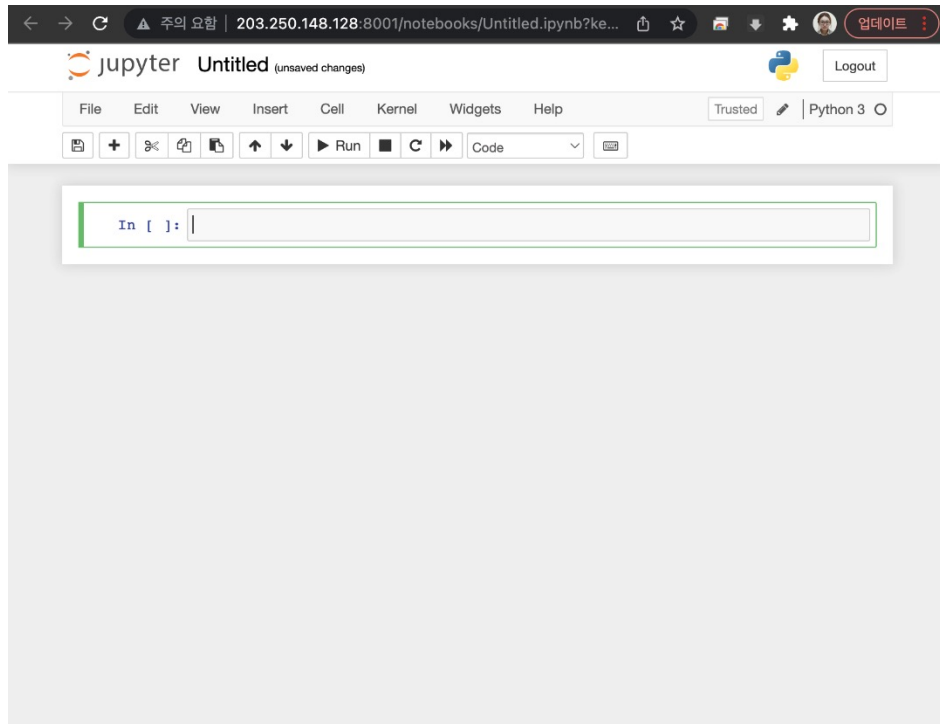 주의 요함 | 203.250.148.128:8001/notebooks/Untitled.ipynb?ke... 업데이트
jupyter Untitled (unsaved changes) Logout
File Edit View Insert Cell Kernel Widgets Help Trusted Python 3
Run Code
In [ ]: